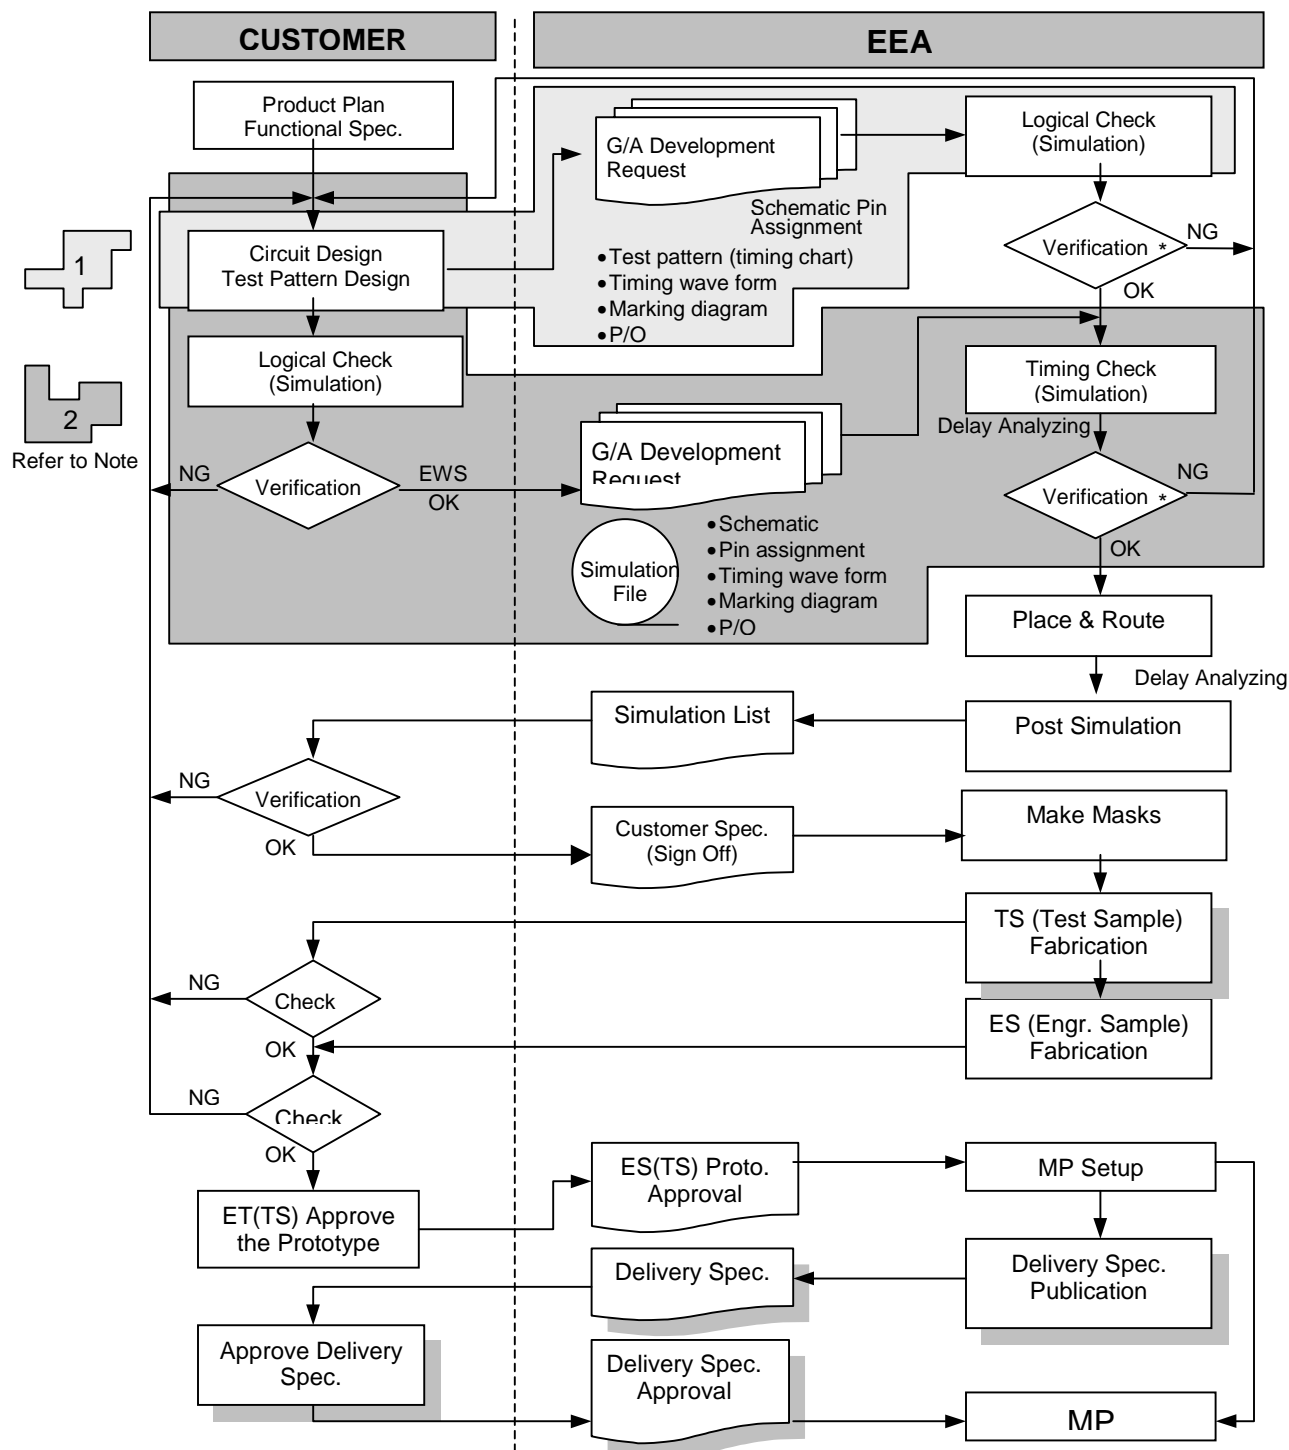 CUSTOMER
EEA
Product Plan
Functional Spec.
G/A Development
Request
Logical Check
(Simulation)
Schematic Pin
Assignment
Verification *
NG
OK
1
Circuit Design
Test Pattern Design
•Test pattern (timing chart)
•Timing wave form
•Marking diagram
•P/O
Logical Check
(Simulation)
Timing Check
(Simulation)
2
Refer to Note
Delay Analyzing
NG
Verification
EWS
OK
G/A Development
Request
Verification *
NG
OK
Simulation
File
•Schematic
•Pin assignment
•Timing wave form
•Marking diagram
•P/O
Place & Route
Delay Analyzing
Simulation List
Post Simulation
NG
Verification
OK
Customer Spec.
(Sign Off)
Make Masks
TS (Test Sample)
Fabrication
NG
Check
OK
ES (Engr. Sample)
Fabrication
NG
Check
OK
ES(TS) Proto.
Approval
MP Setup
ET(TS) Approve
the Prototype
Delivery Spec.
Delivery Spec.
Publication
Approve Delivery
Spec.
Delivery Spec.
Approval
MP